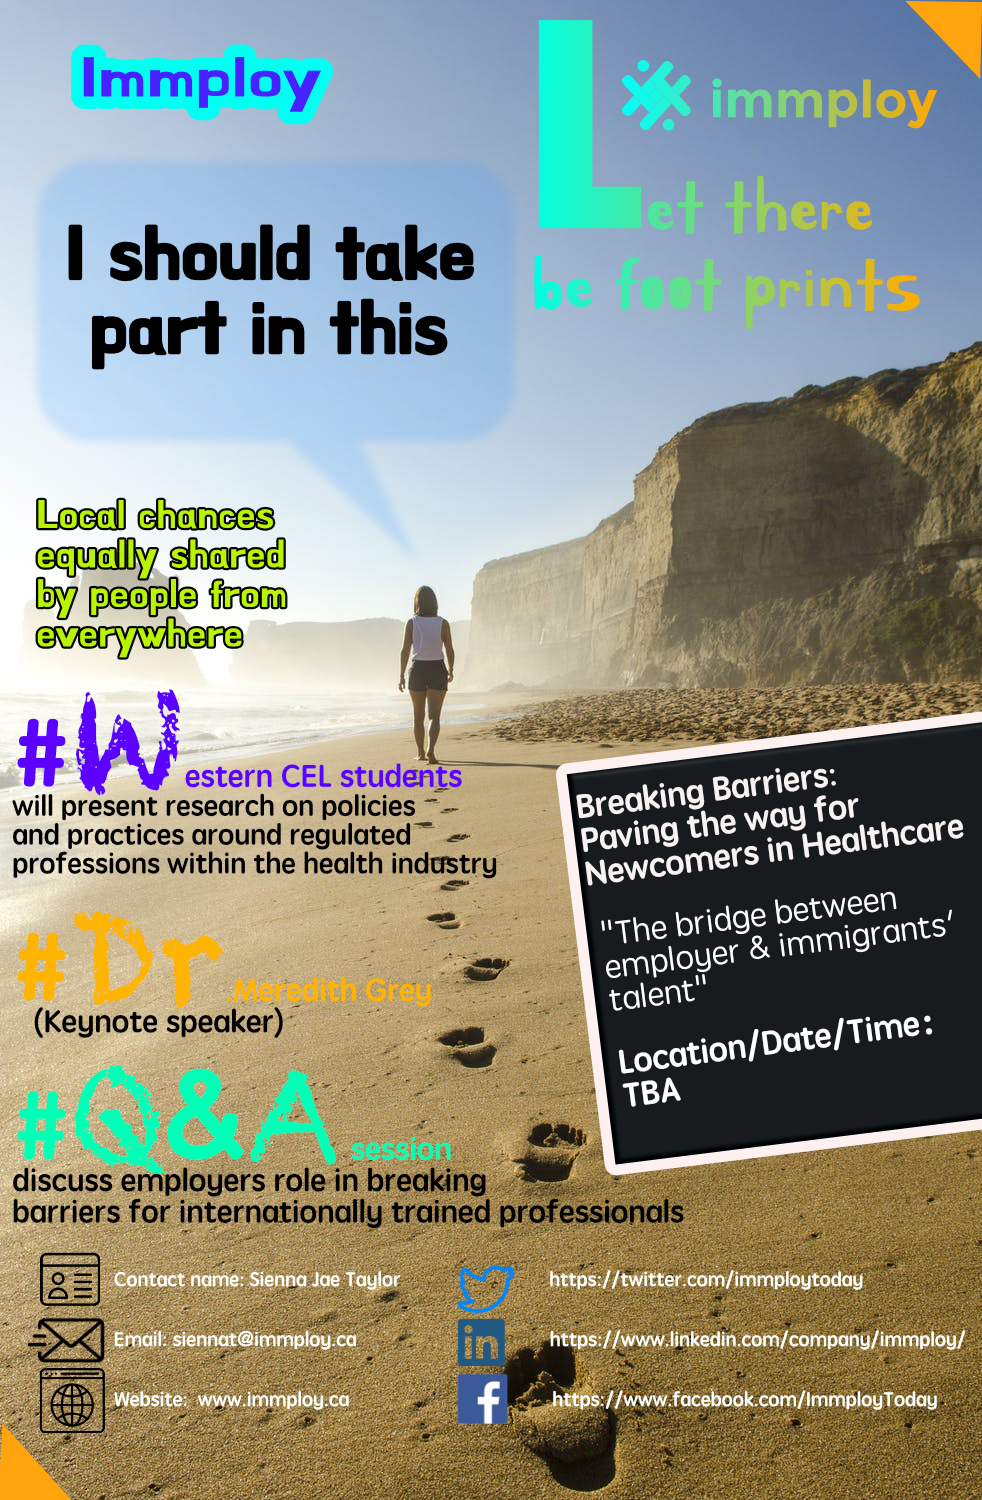 Immploy
immploy
Let there
be foot prints
I should take
part in this
Local chances
equally shared
by people from
everywhere
#Western CEL students
will present research on policies
and practices around regulated
professions within the health industry
#Dr.Meredith Grey
(Keynote speaker)
#Q&A session
discuss employers role in breaking
barriers for internationally trained professionals
Breaking Barriers:
Paving the way for
Newcomers in Healthcare
"The bridge between
employer & immigrants’
talent"
Location/Date/Time:
TBA
Contact name: Sienna Jae Taylor
Email: siennat@immploy.ca
Website: www.immploy.ca
https://twitter.com/immploytoday
in
https://www.linkedin.com/company/immploy/
f
https://www.facebook.com/ImmployToday